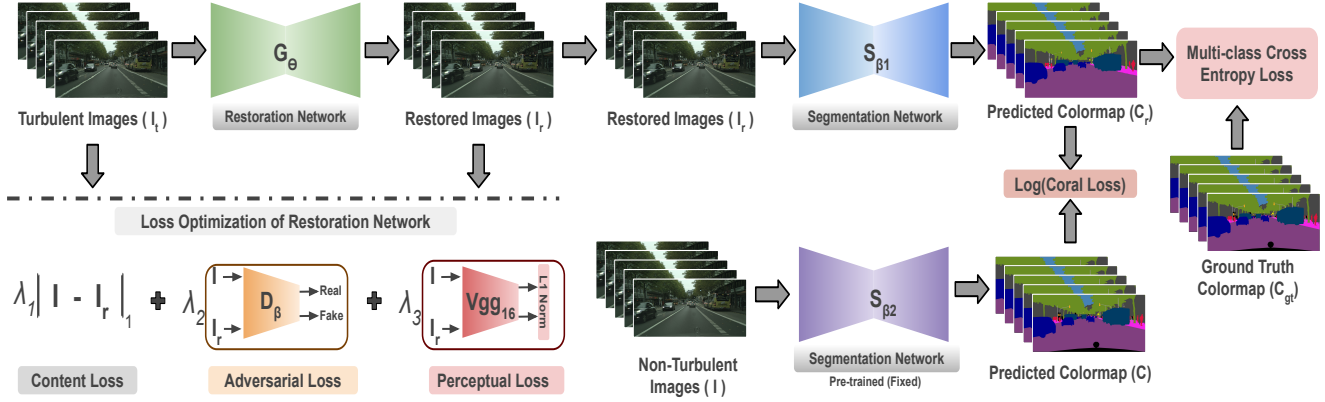 G_θ
S_β1
Multi-class Cross
Entropy Loss
Turbulent Images ( I_t )
Restoration Network
Restored Images ( I_r )
Restored Images ( I_r )
Segmentation Network
Predicted Colormap (C_r)
Log(Coral Loss)
Loss Optimization of Restoration Network
λ_1 | I - I_r |_1 + λ_2
I
I_r
D_β
Real
Fake
+ λ_3
I
I_r
Vgg_16
L1 Norm
S_β2
Ground Truth
Colormap (C_gt)
Content Loss
Adversarial Loss
Perceptual Loss
Non-Turbulent
Images ( I )
Segmentation Network
Pre-trained (Fixed)
Predicted Colormap (C)